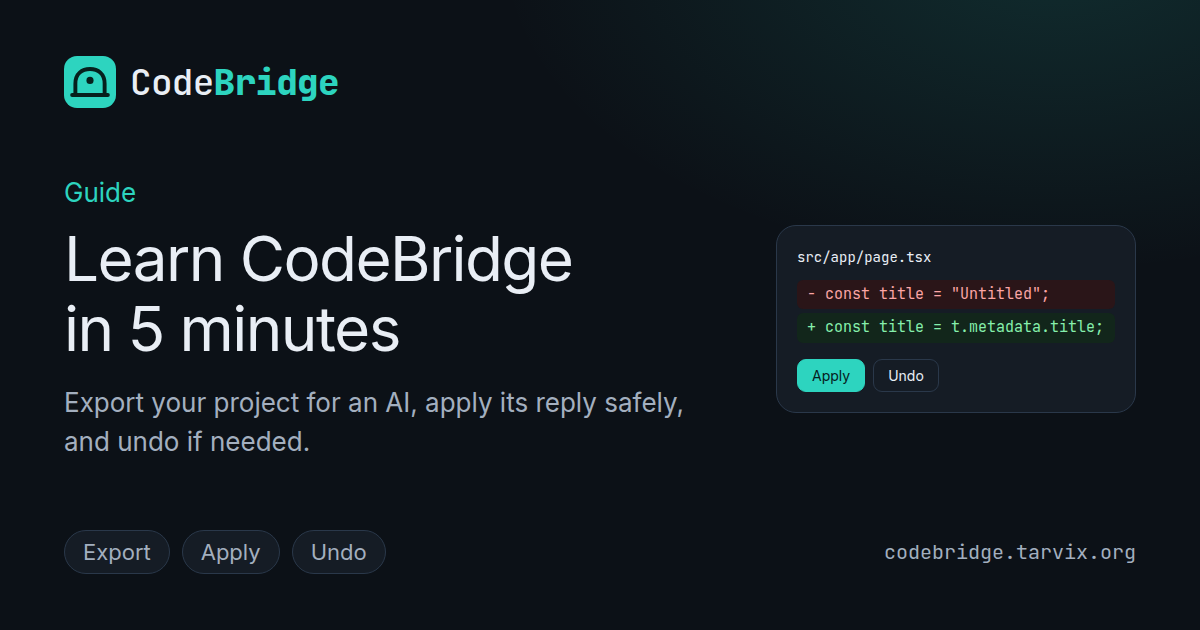 CodeBridge
Guide
Learn CodeBridge
in 5 minutes
Export your project for an AI, apply its reply safely,
and undo if needed.
src/app/page.tsx
- const title = "Untitled";
+ const title = t.metadata.title;
Apply Undo
Export Apply Undo
codebridge.tarvix.org